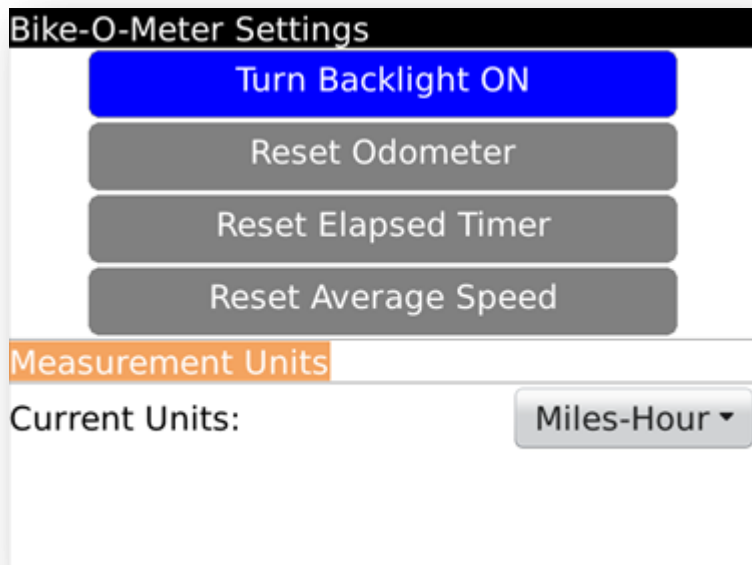 Bike-O-Meter Settings
Turn Backlight ON
Reset Odometer
Reset Elapsed Timer
Reset Average Speed
Measurement Units
Current Units: Miles-Hour